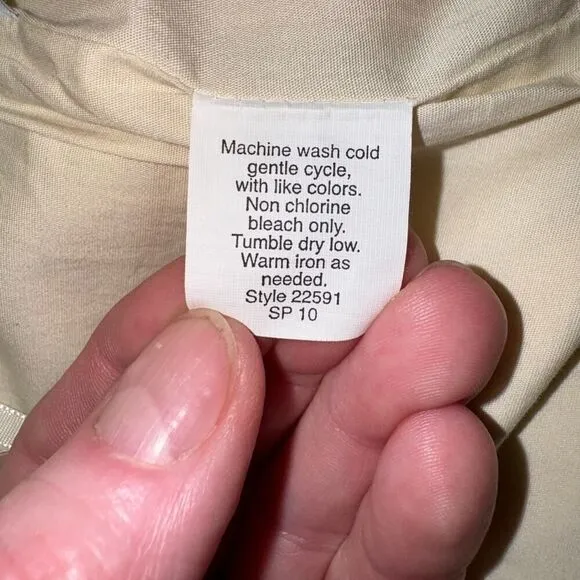 Machine wash cold
gentle cycle,
with like colors.
Non chlorine
bleach only.
Tumble dry low.
Warm iron as
needed.
Style 22591
SP 10